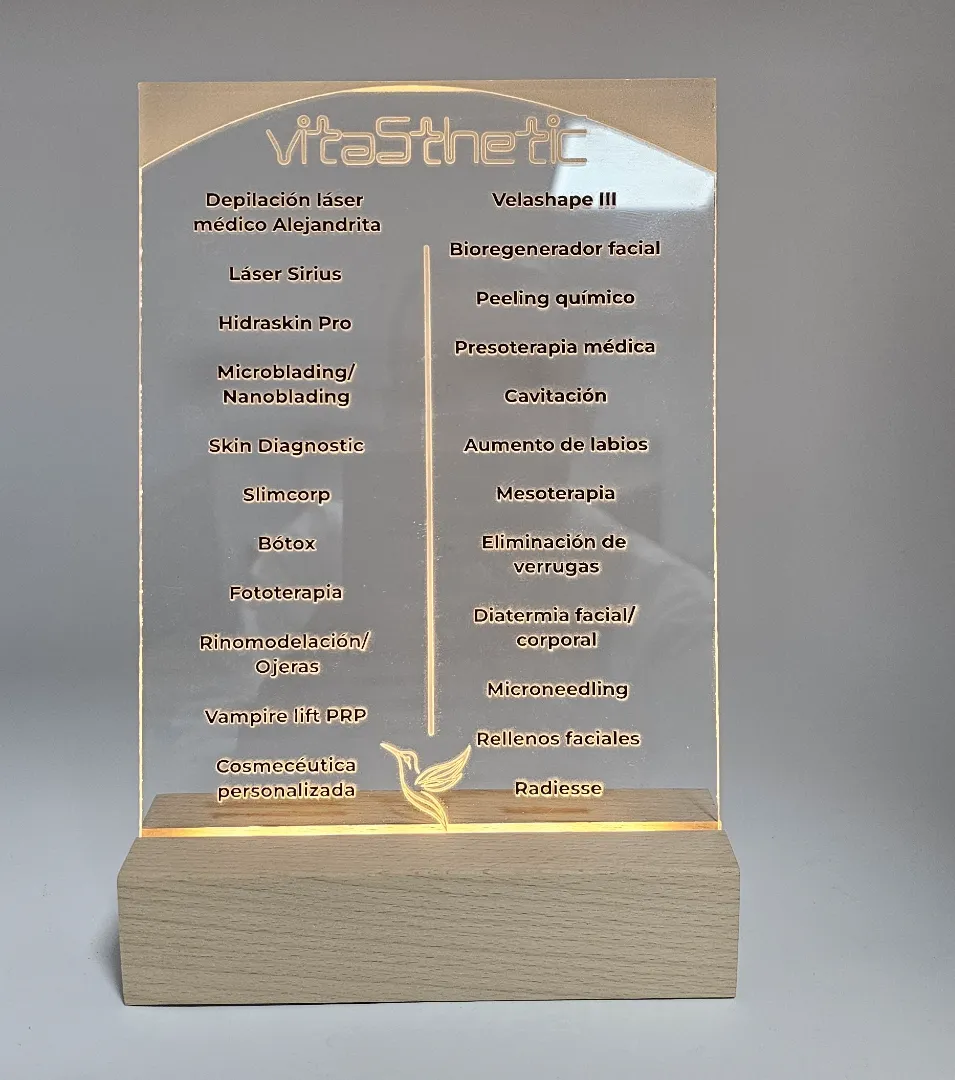 vitaSthetic
Depilación láser
médico Alejandrita
Láser Sirius
Hidraskin Pro
Microblading/
Nanoblading
Skin Diagnostic
Slimcorp
Bótox
Fototerapia
Rinomodelación/
Ojeras
Vampire lift PRP
Cosmecéutica
personalizada
Velashape III
Bioregenerador facial
Peeling químico
Presoterapia médica
Cavitación
Aumento de labios
Mesoterapia
Eliminación de
verrugas
Diatermia facial/
corporal
Microneedling
Rellenos faciales
Radiesse